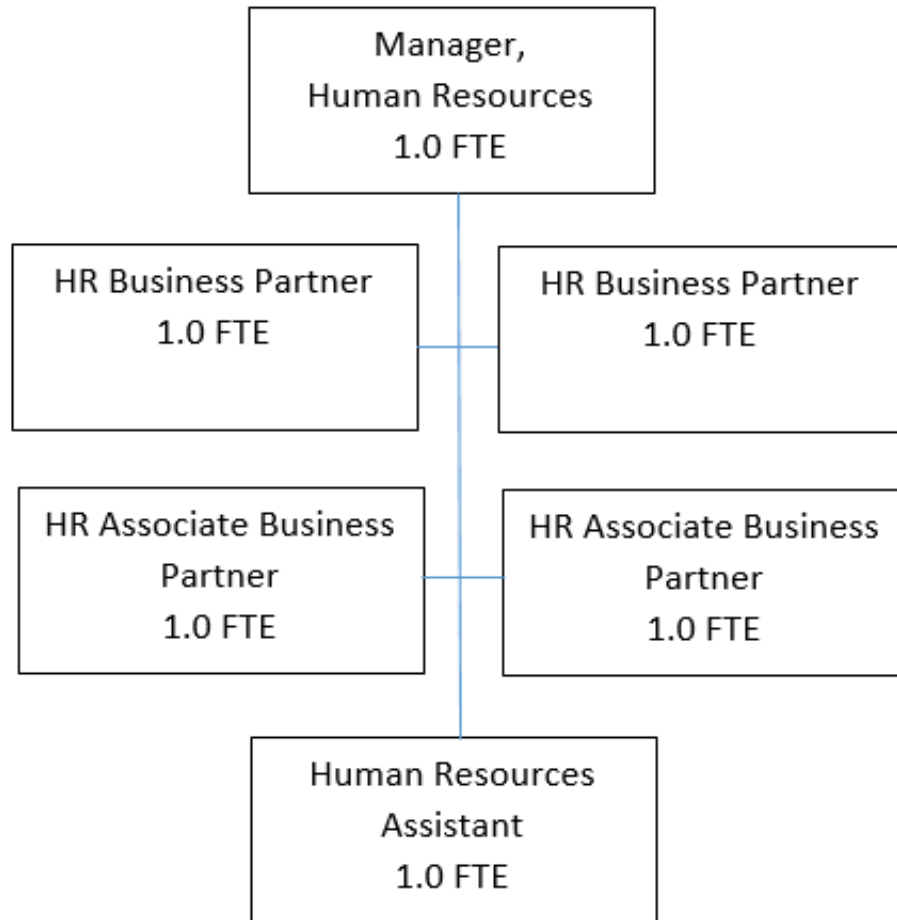 Manager,
Human Resources
1.0 FTE
HR Business Partner
1.0 FTE
HR Business Partner
1.0 FTE
HR Associate Business
Partner
1.0 FTE
HR Associate Business
Partner
1.0 FTE
Human Resources
Assistant
1.0 FTE